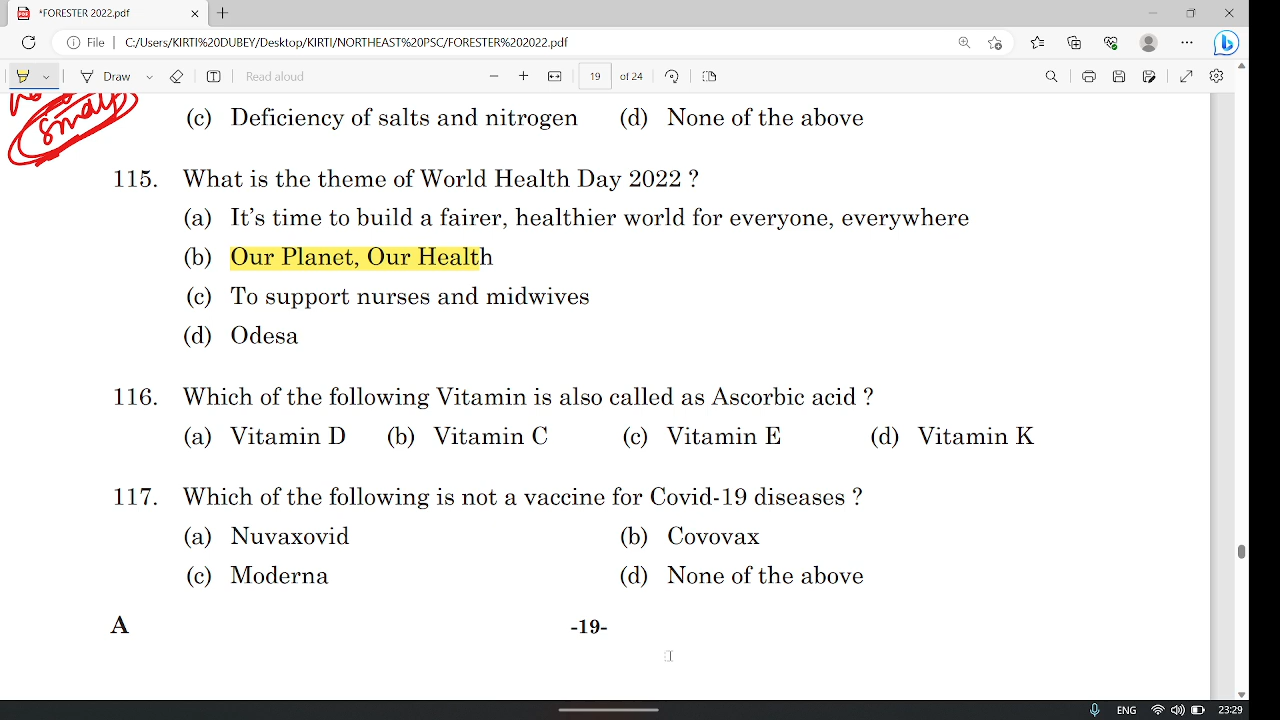 *FORESTER 2022.pdf
File C:/Users/KIRTI%20DUBEY/Desktop/KIRTI/NORTHEAST%20PSC/FORESTER%202022.pdf
Draw Read aloud 19 of 24
small
(c) Deficiency of salts and nitrogen (d) None of the above
115. What is the theme of World Health Day 2022 ?
(a) It's time to build a fairer, healthier world for everyone, everywhere
(b) Our Planet, Our Health
(c) To support nurses and midwives
(d) Odesa
116. Which of the following Vitamin is also called as Ascorbic acid ?
(a) Vitamin D (b) Vitamin C (c) Vitamin E (d) Vitamin K
117. Which of the following is not a vaccine for Covid-19 diseases ?
(a) Nuvaxovid (b) Covovax
(c) Moderna (d) None of the above
A -19-
ENG 23:29